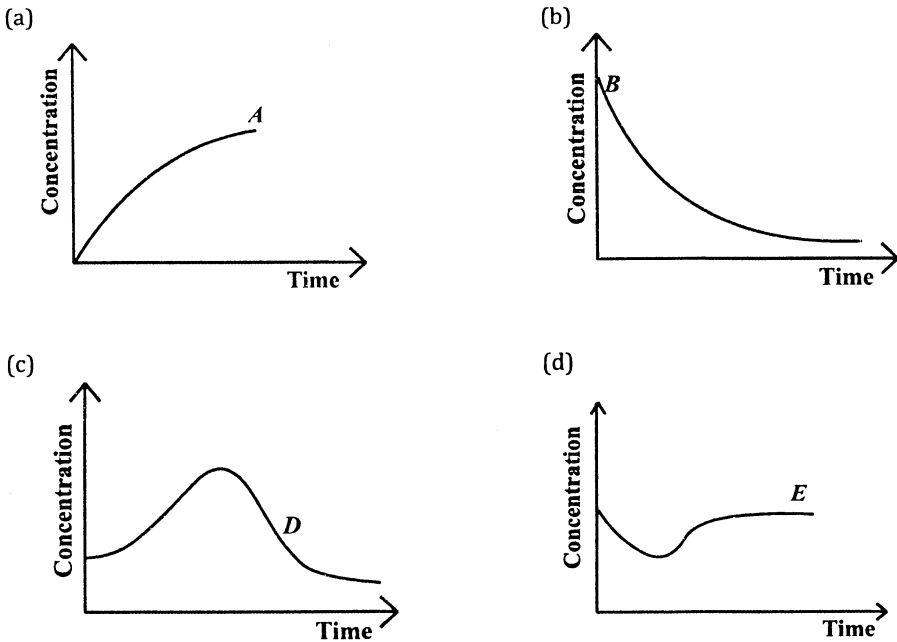 (a)
Concentration
A
Time
(b)
Concentration
B
Time
(c)
Concentration
D
Time
(d)
Concentration
E
Time